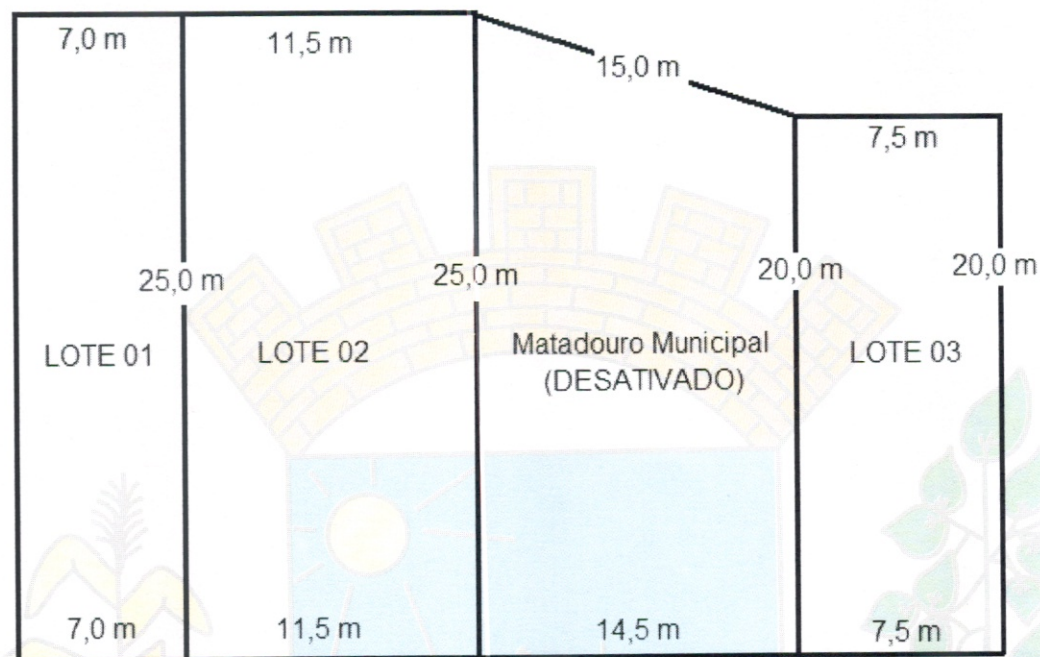 7,0 m
11,5 m
15,0 m
7,5 m
25,0 m
25,0 m
20,0 m
20,0 m
LOTE 01
LOTE 02
Matadouro Municipal
(DESATIVADO)
LOTE 03
7,0 m
11,5 m
14,5 m
7,5 m